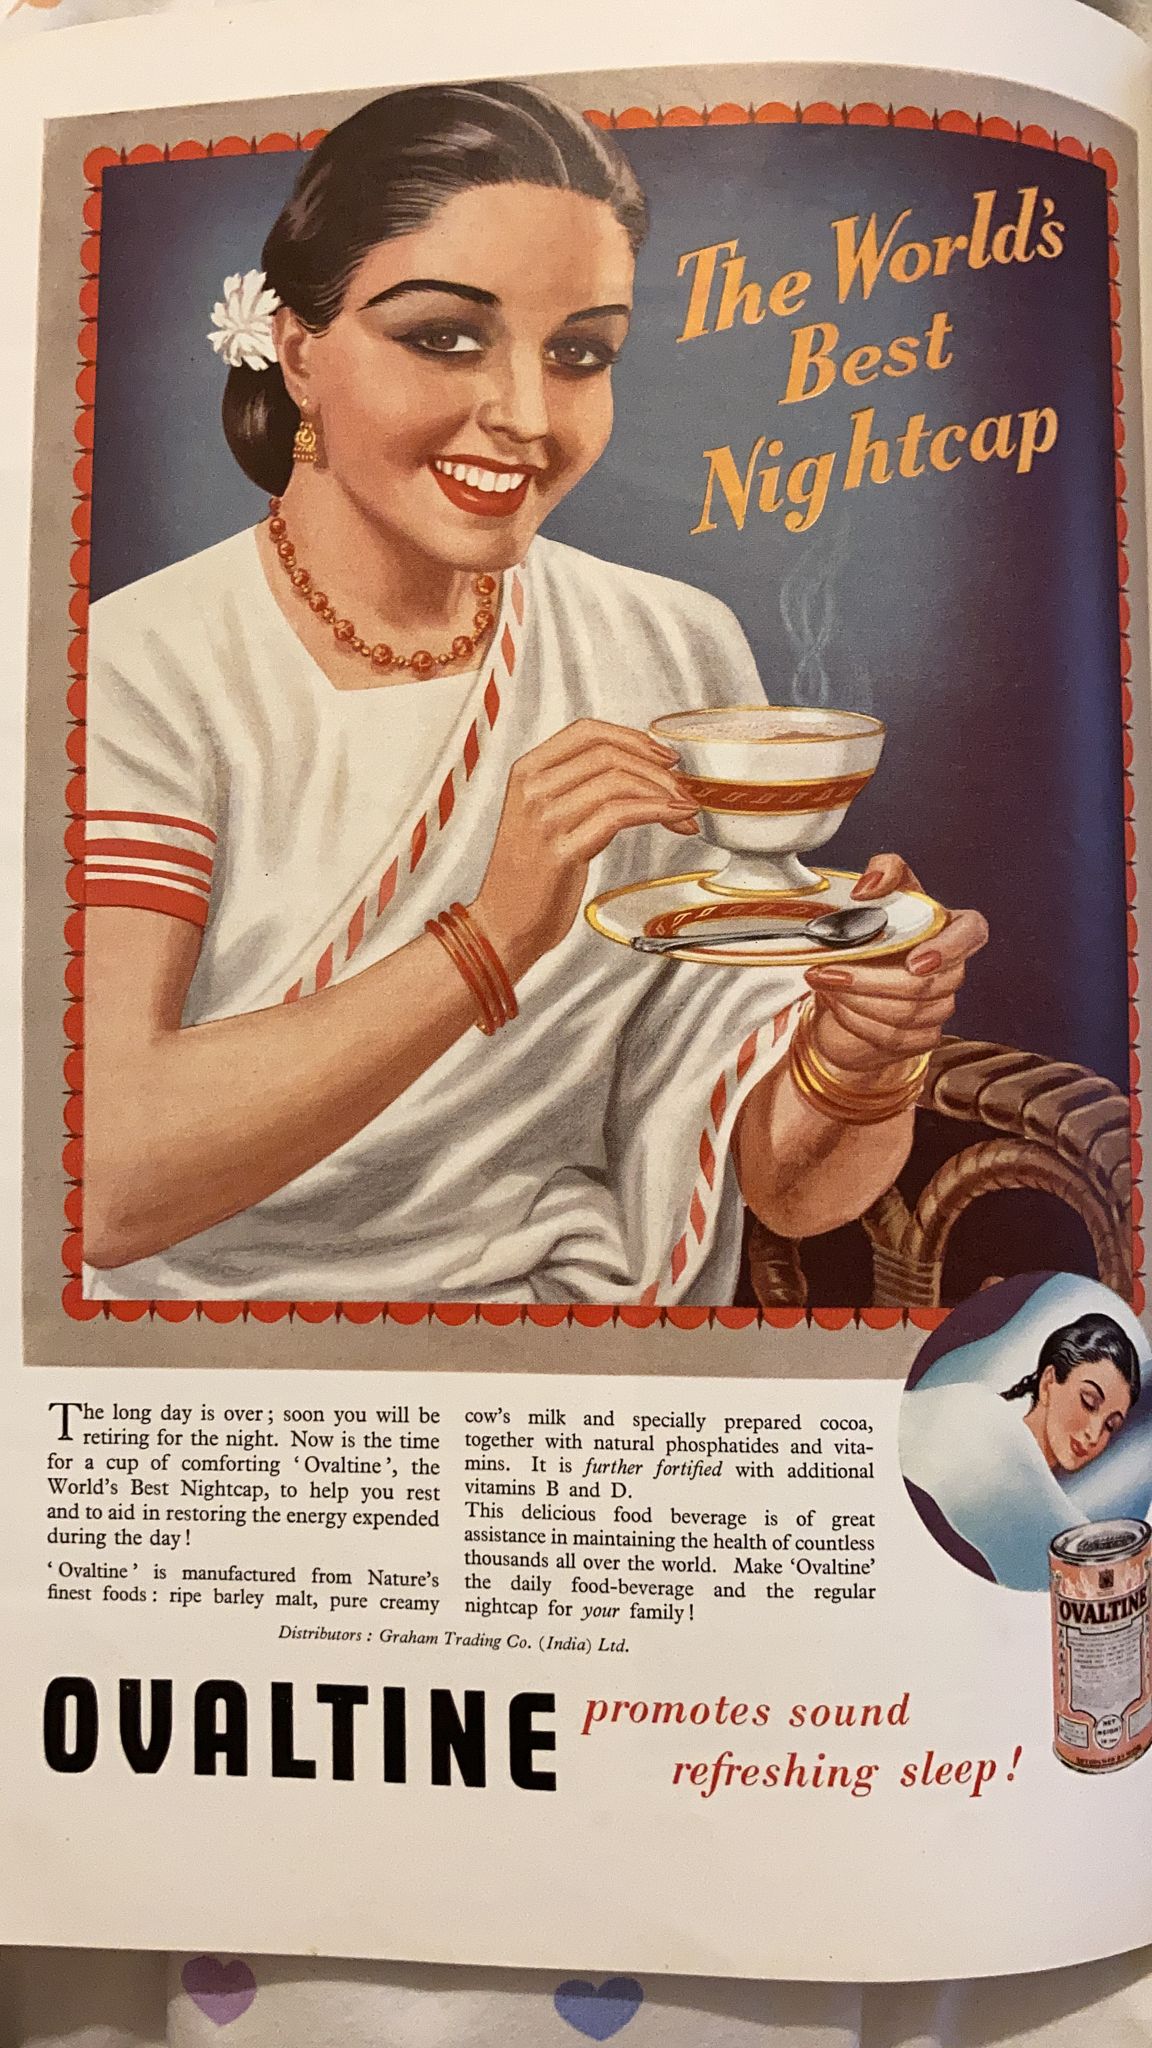 The World's
Best
Nightcap
The long day is over; soon you will be
retiring for the night. Now is the time
for a cup of comforting ‘Ovaltine’, the
World's Best Nightcap, to help you rest
and to aid in restoring the energy expended
during the day!
‘Ovaltine’ is manufactured from Nature's
finest foods: ripe barley malt, pure creamy
cow's milk and specially prepared cocoa,
together with natural phosphatides and vita-
mins. It is further fortified with additional
vitamins B and D.
This delicious food beverage is of great
assistance in maintaining the health of countless
thousands all over the world. Make ‘Ovaltine’
the daily food-beverage and the regular
nightcap for your family!
Distributors: Graham Trading Co. (India) Ltd.
OVALTINE
NET
WEIGHT
OVALTINE promotes sound
refreshing sleep!